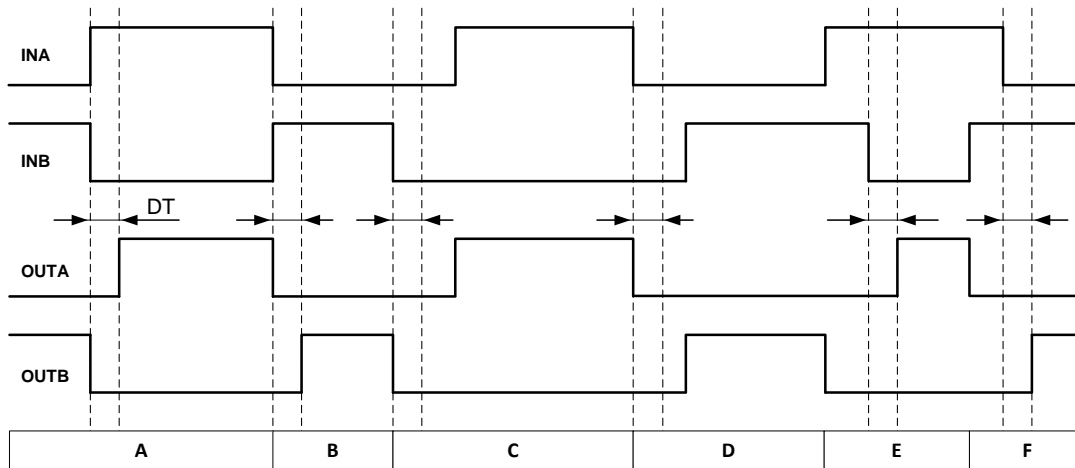 INA
INB
DT
OUTA
OUTB
A B C D E F